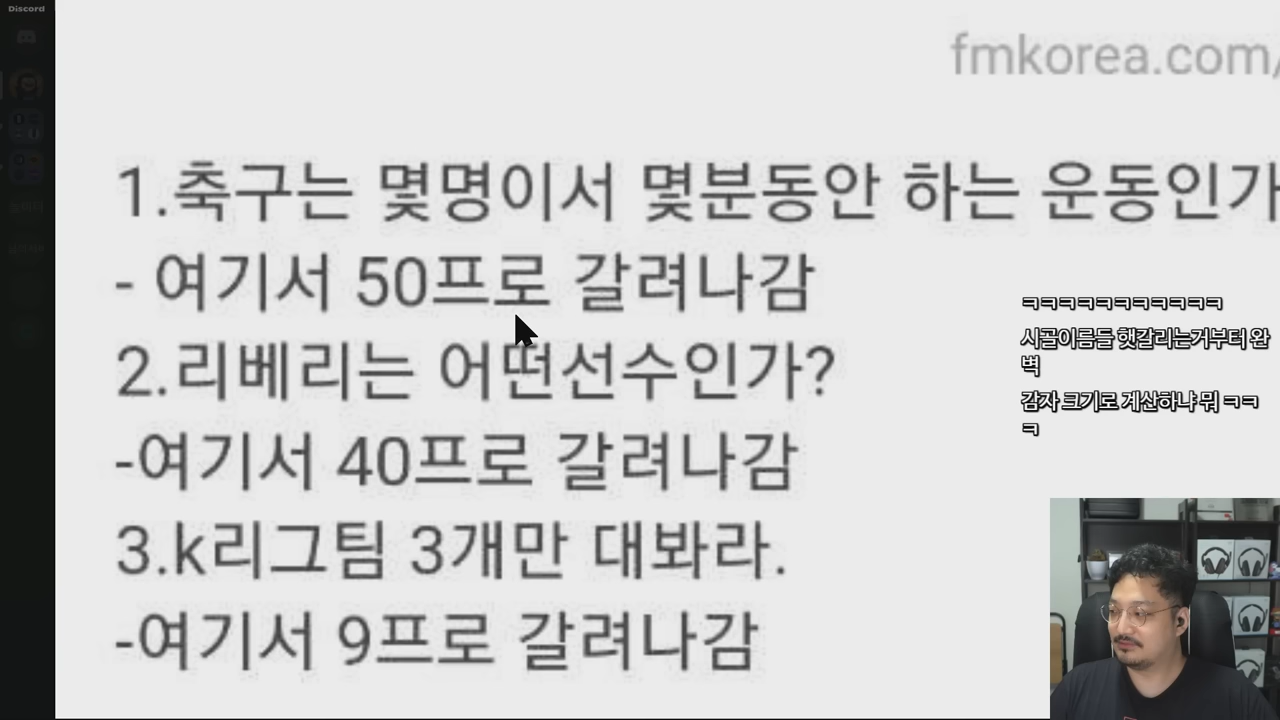 Discord
fmkorea.com/
1.축구는 몇명이서 몇분동안 하는 운동인가
- 여기서 50프로 갈려나감
2.리베리는 어떤선수인가?
-여기서 40프로 갈려나감
3.k리그팀 3개만 대봐라.
-여기서 9프로 갈려나감
ㅋㅋㅋㅋㅋㅋㅋㅋㅋㅋㅋ
시골이름들 햇갈리는거부터 완
벽
감자 크기로 계산하냐 뭐 ㅋㅋ
ㅋ